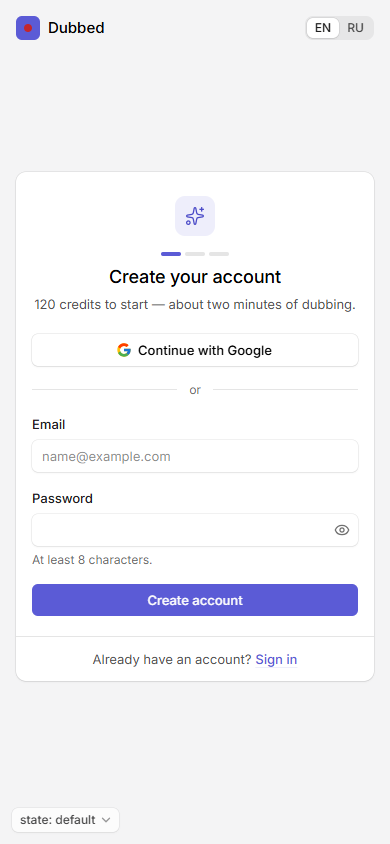 Dubbed
EN RU
Create your account
120 credits to start — about two minutes of dubbing.
Continue with Google
or
Email
name@example.com
Password
At least 8 characters.
Create account
Already have an account? Sign in
state: default